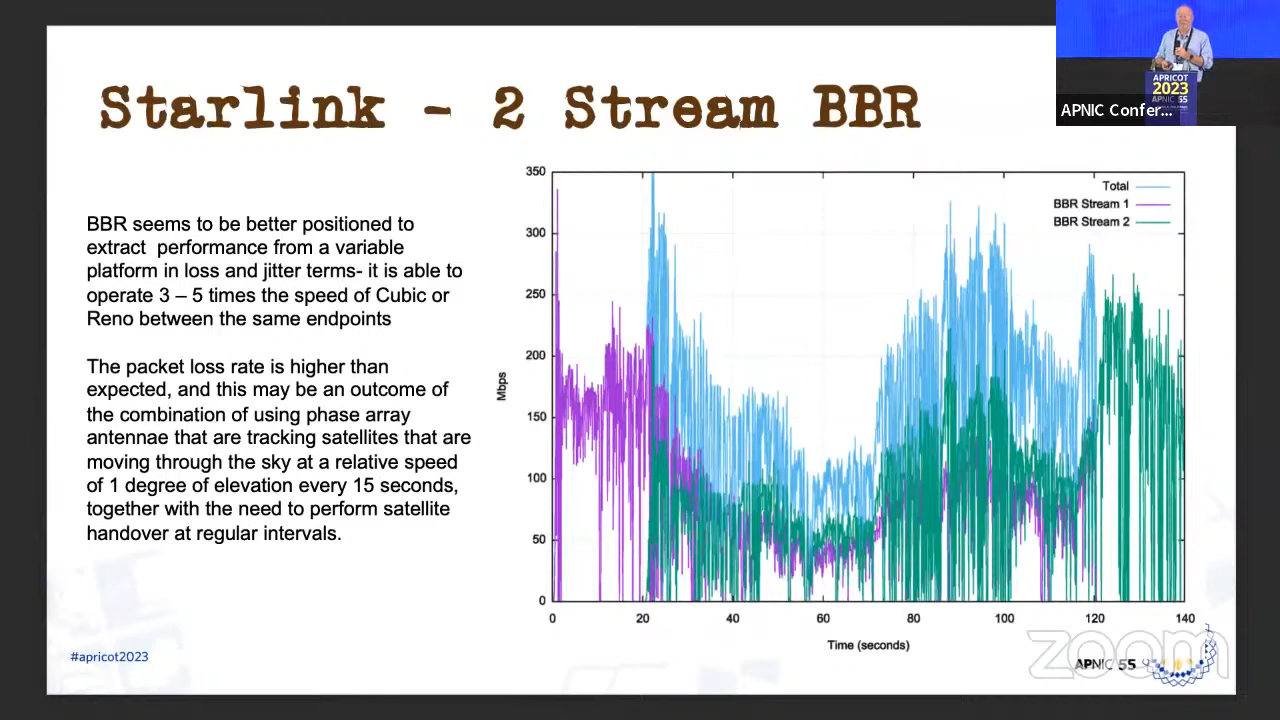 Starlink - 2 Stream BBR
APRICOT
2023
APNIC 55
APNIC Confer...
BBR seems to be better positioned to
extract performance from a variable
platform in loss and jitter terms- it is able to
operate 3 – 5 times the speed of Cubic or
Reno between the same endpoints
The packet loss rate is higher than
expected, and this may be an outcome of
the combination of using phase array
antennae that are tracking satellites that are
moving through the sky at a relative speed
of 1 degree of elevation every 15 seconds,
together with the need to perform satellite
handover at regular intervals.
350
300
250
200
150
100
50
0
Mbps
Total
BBR Stream 1
BBR Stream 2
0 20 40 60 80 100 120 140
Time (seconds)
#apricot2023
zoom
APNIC 55